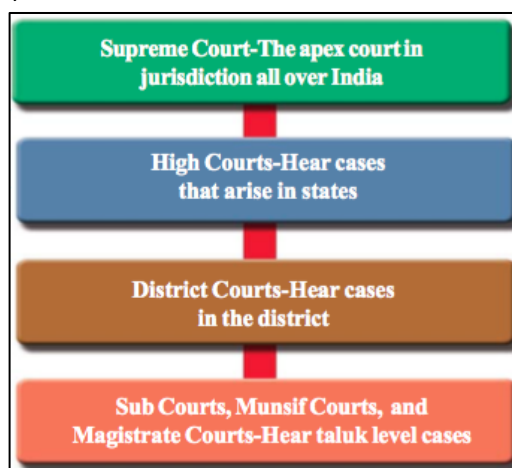 Supreme Court-The apex court in
jurisdiction all over India
High Courts-Hear cases
that arise in states
District Courts-Hear cases
in the district
Sub Courts, Munsif Courts, and
Magistrate Courts-Hear taluk level cases